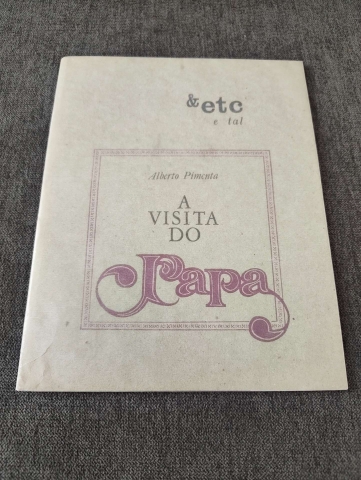 & etc
e tal
Alberto Pimenta
A
VISITA
DO
Papa